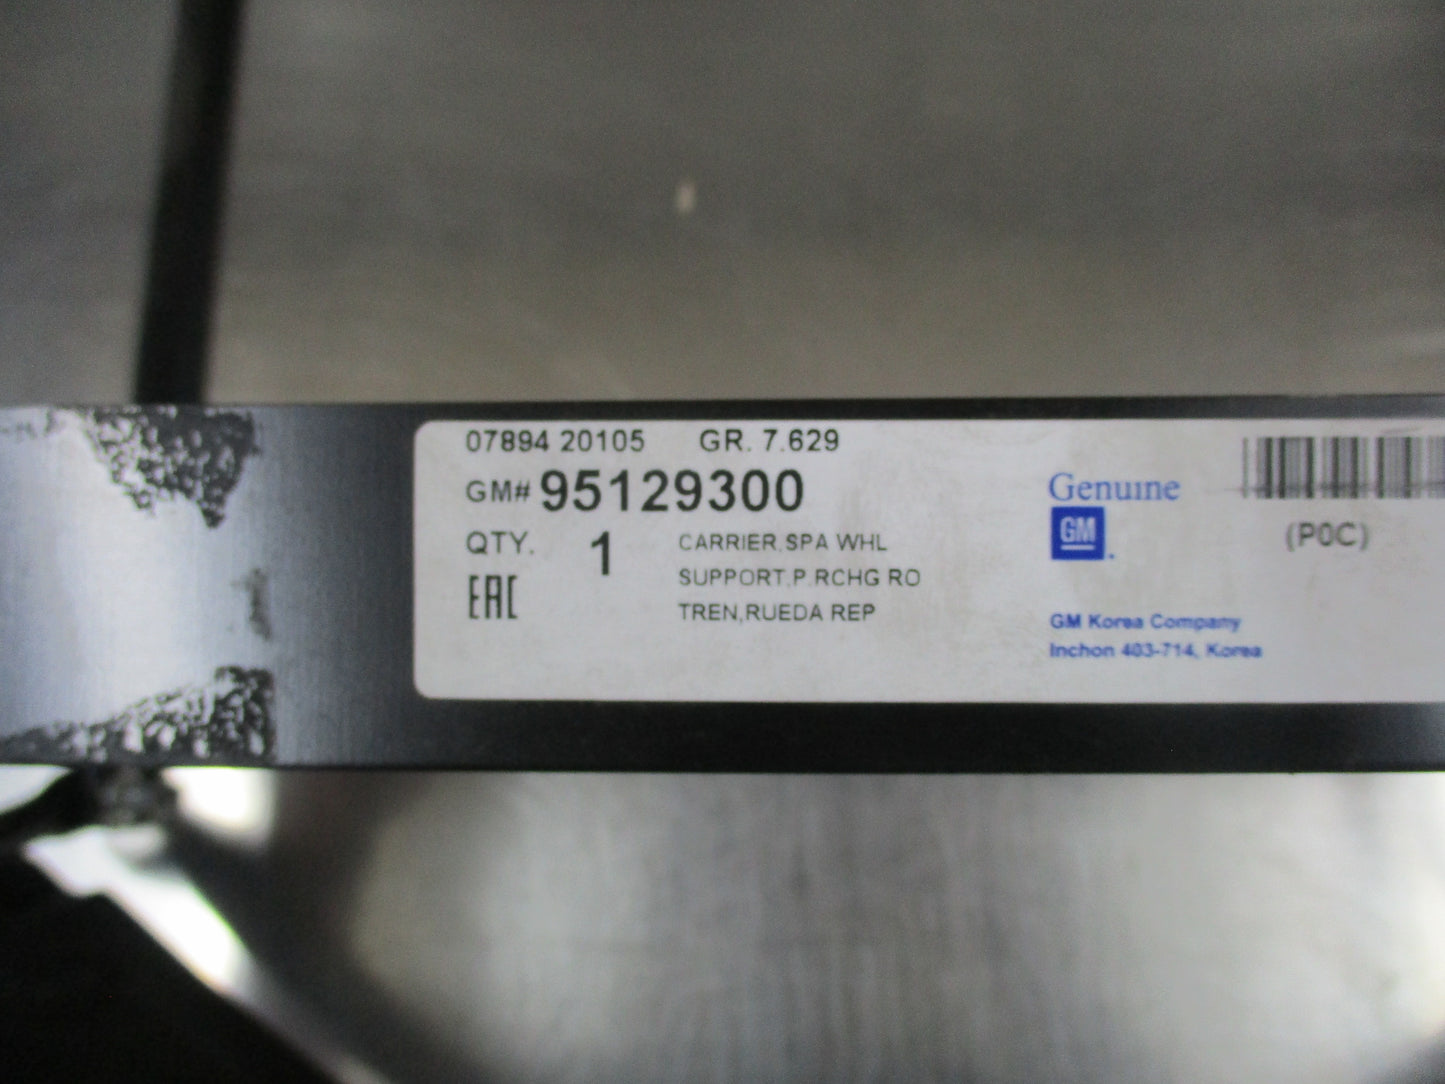 07894 20105 GR. 7.629
GM# 95129300
QTY. 1
CARRIER,SPA WHL
SUPPORT,P.RCHG RO
TREN,RUEDA REP
EAC
Genuine
GM
(P0C)
GM Korea Company
Inchon 403-714, Korea